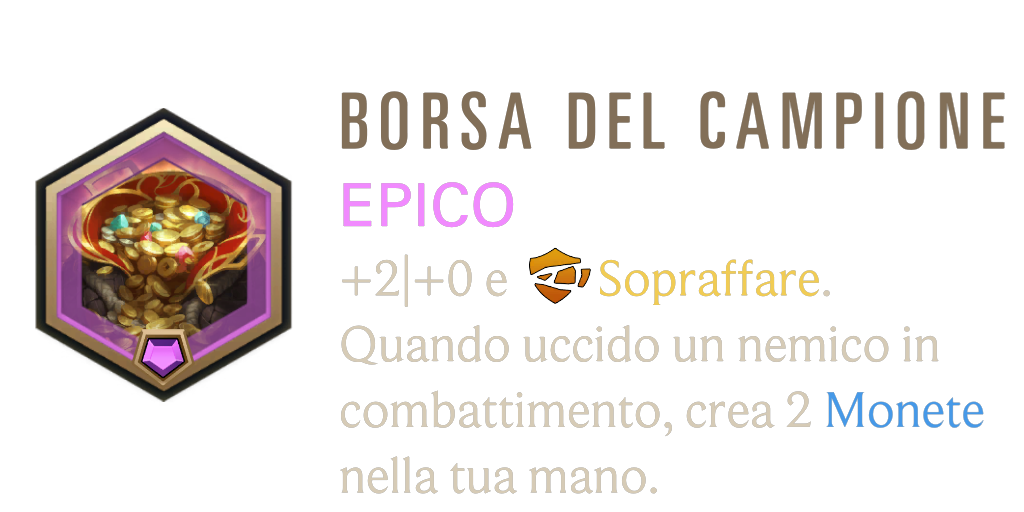 BORSA DEL CAMPIONE
EPICO
+2|+0 e Sopraffare.
Quando uccido un nemico in
combattimento, crea 2 Monete
nella tua mano.